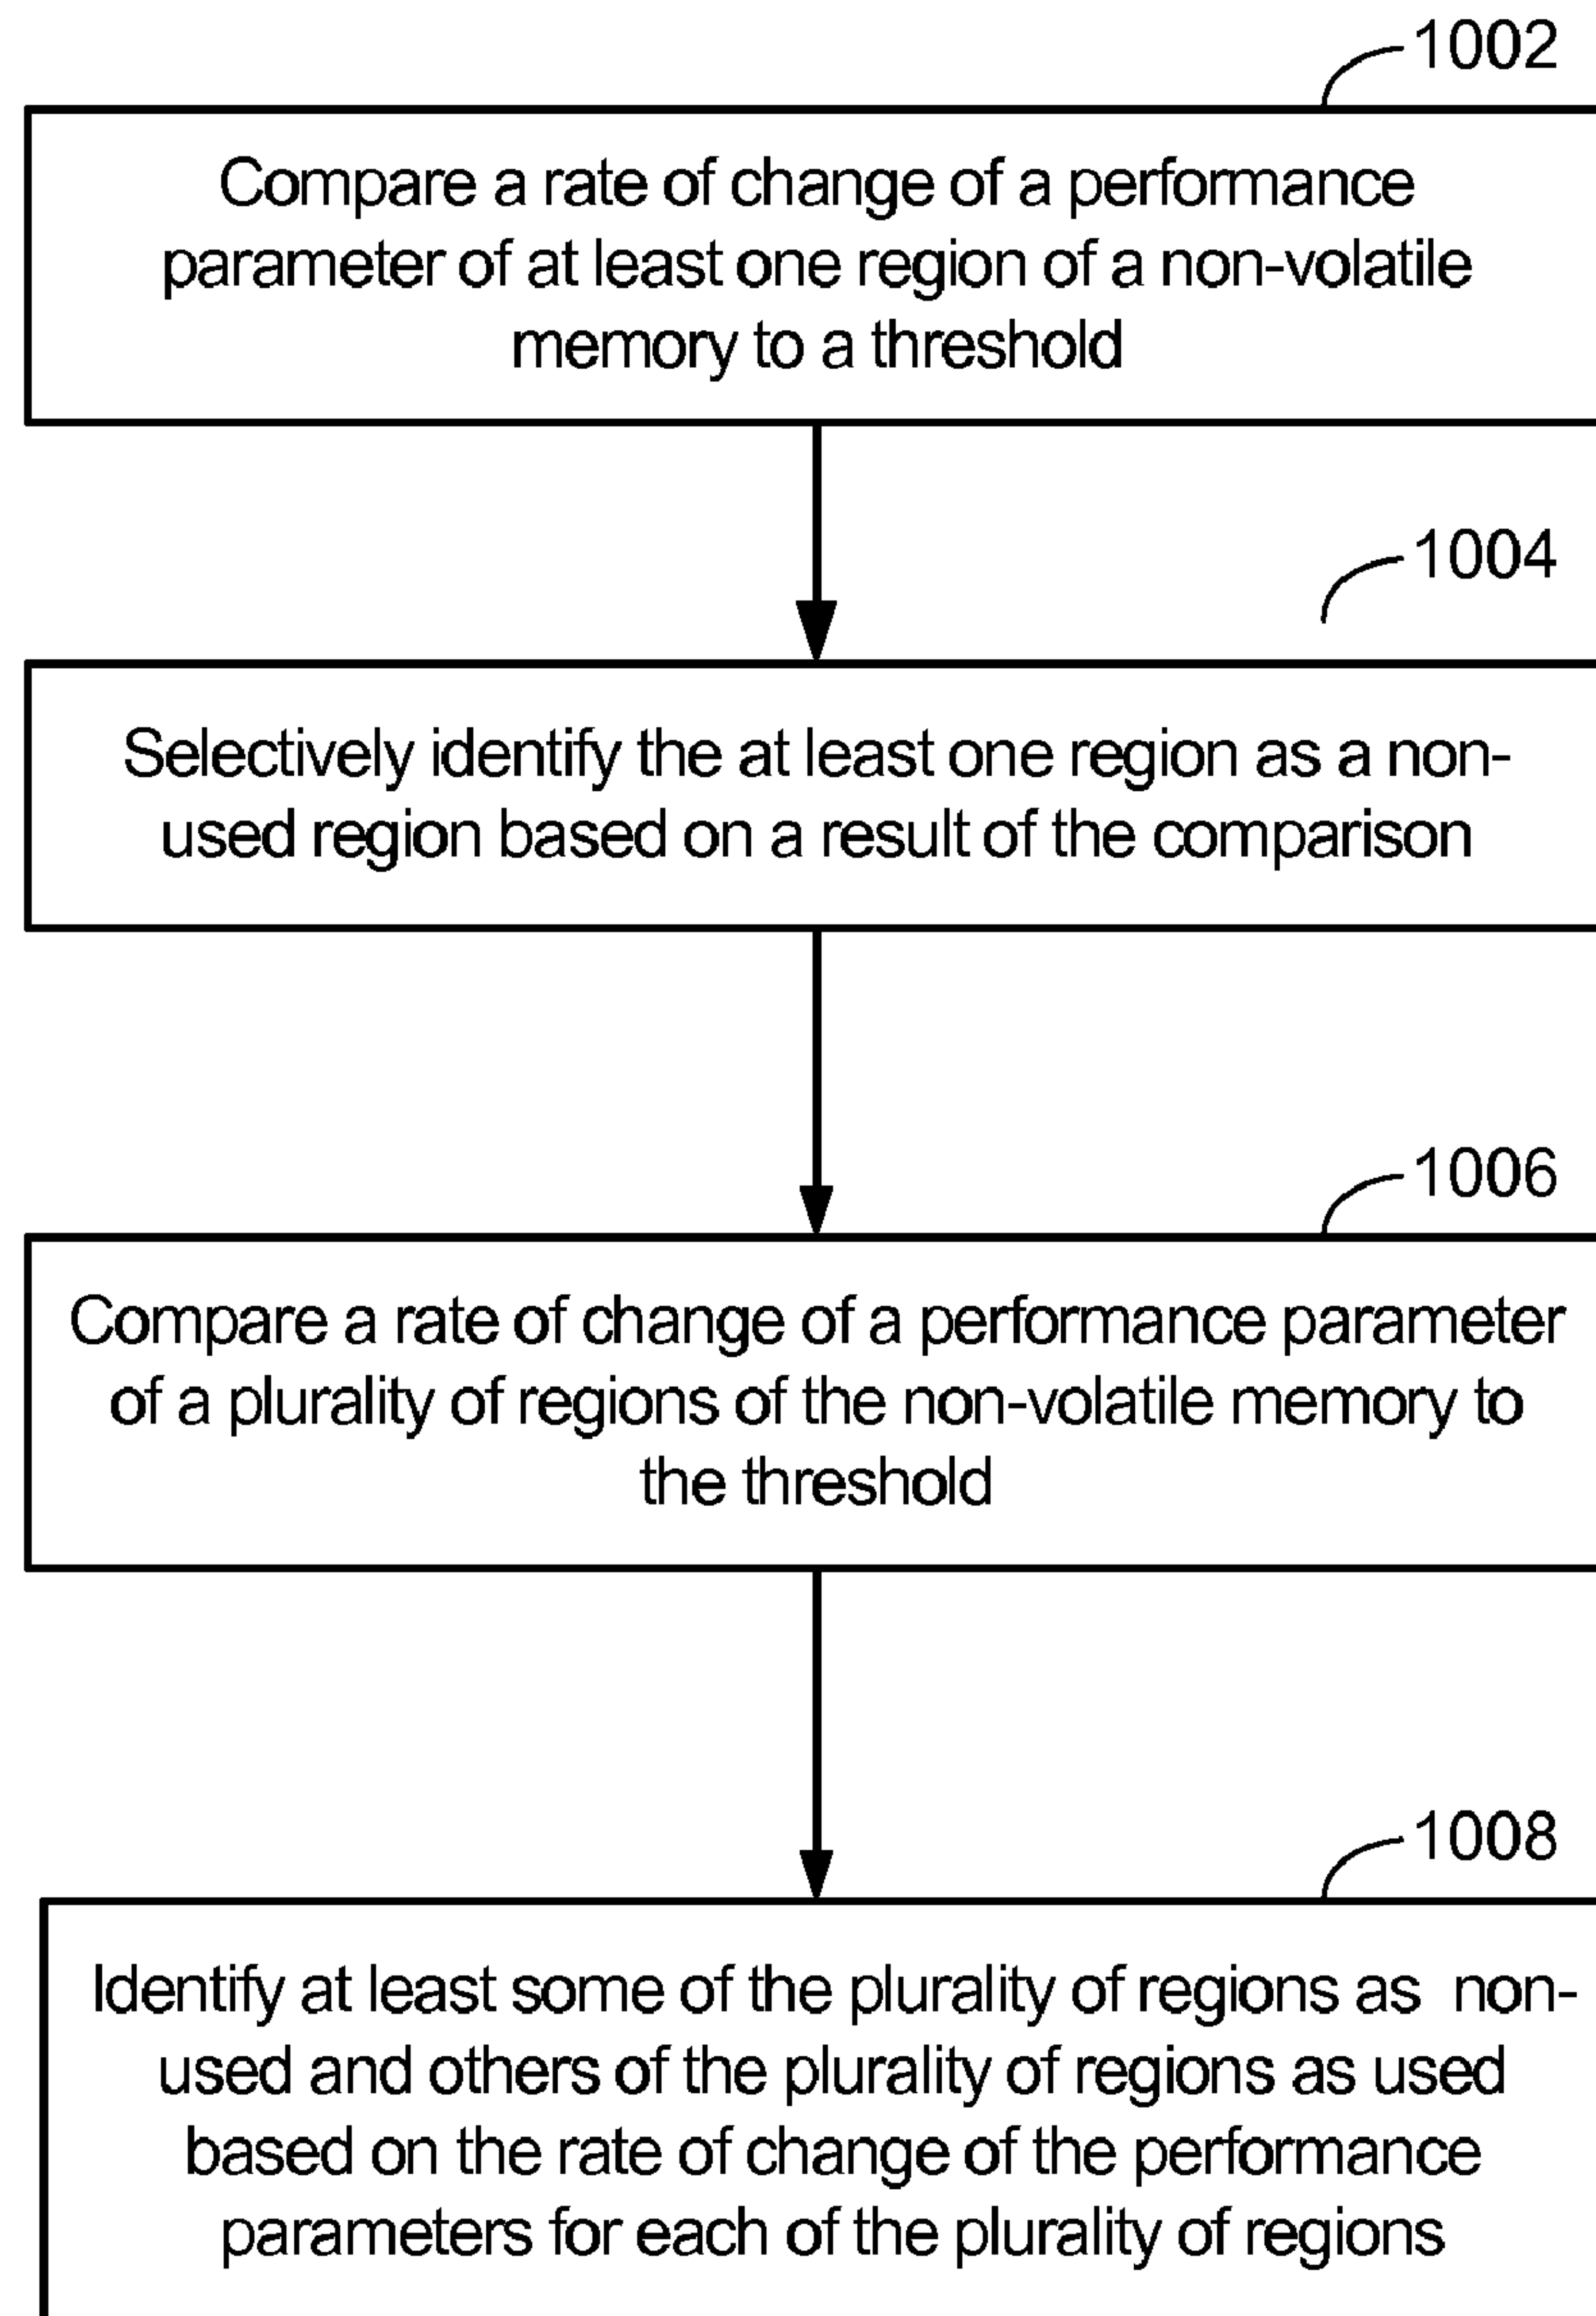 1002
Compare a rate of change of a performance
parameter of at least one region of a non-volatile
memory to a threshold
1004
Selectively identify the at least one region as a non-
used region based on a result of the comparison
1006
Compare a rate of change of a performance parameter
of a plurality of regions of the non-volatile memory to
the threshold
1008
Identify at least some of the plurality of regions as non-
used and others of the plurality of regions as used
based on the rate of change of the performance
parameters for each of the plurality of regions